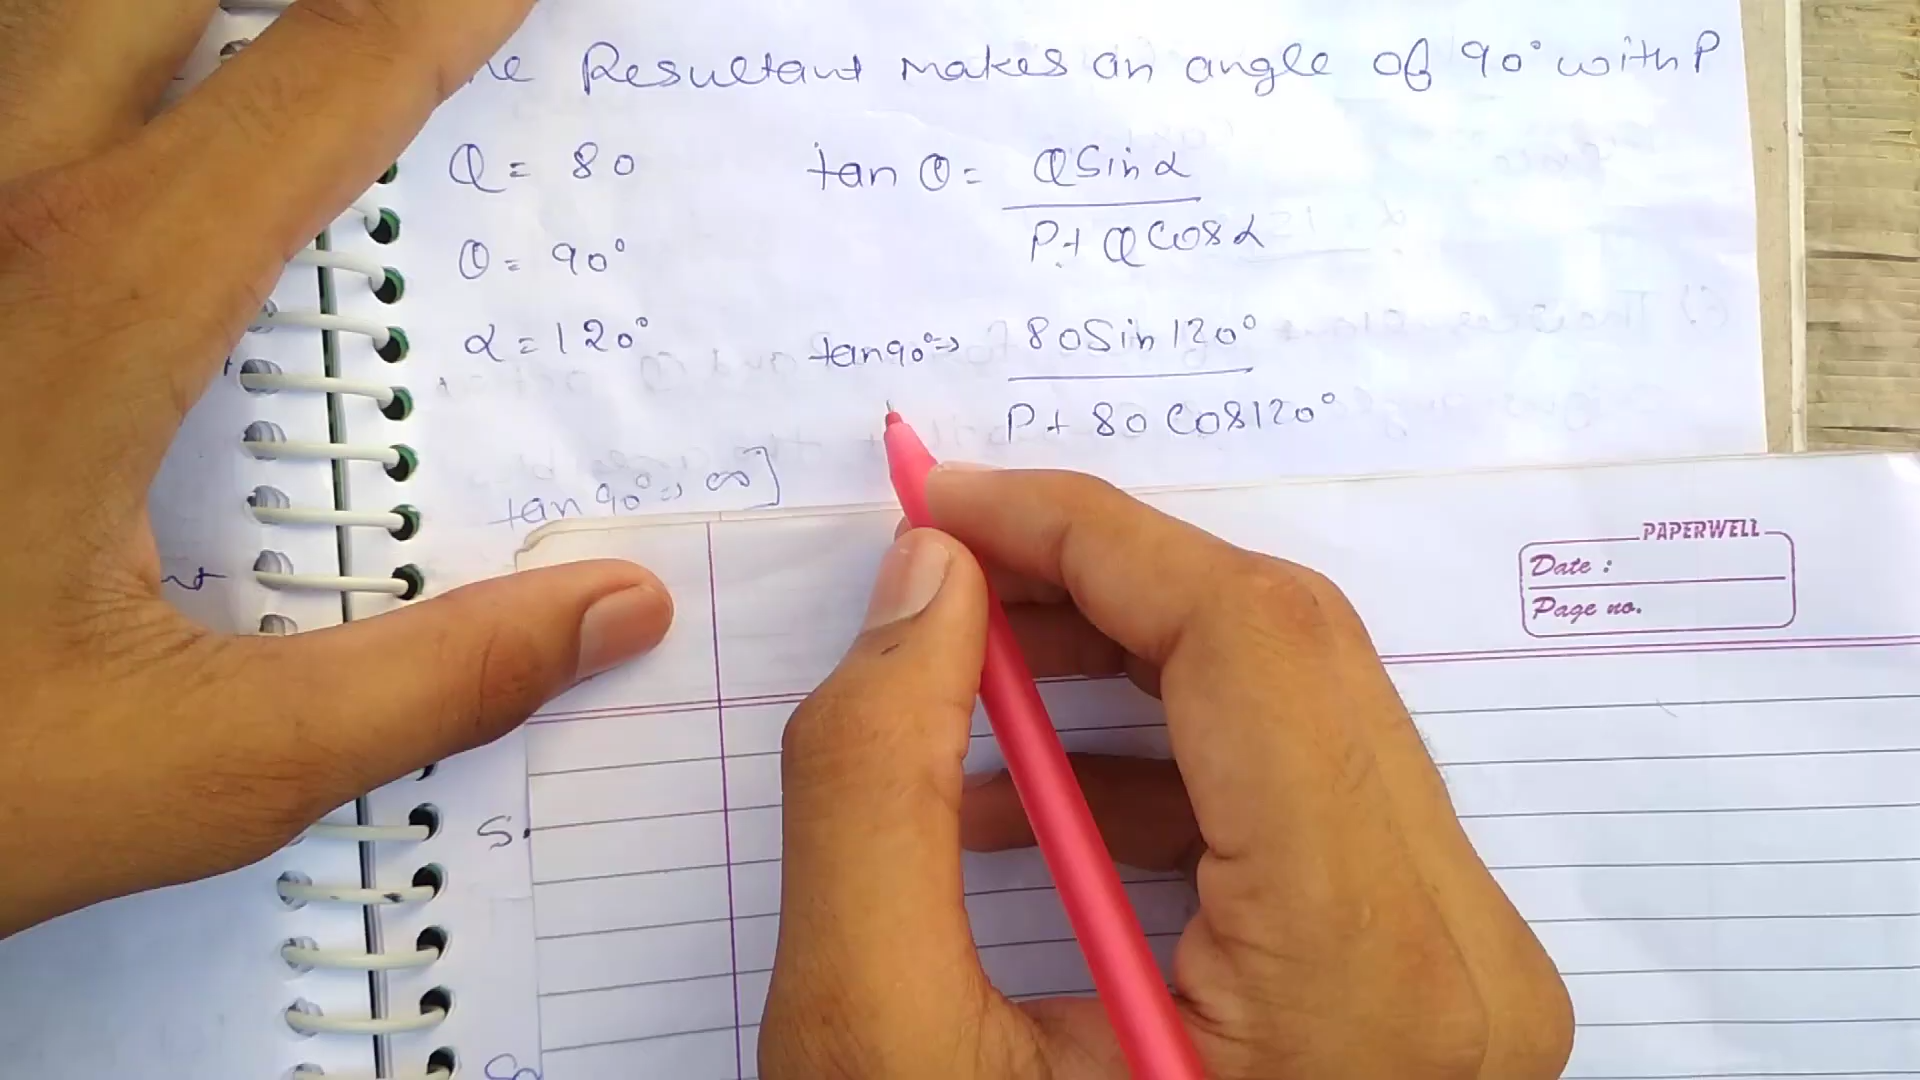 Resultant makes an angle of 90° with P
Q = 80
tan θ = Q Sin α
P + Q Cos α
θ = 90°
α = 120°
tan 90° => 80 Sin 120°
P + 80 Cos 120°
tan 90° => ∞]
PAPERWELL
Date :
Page no.
S.